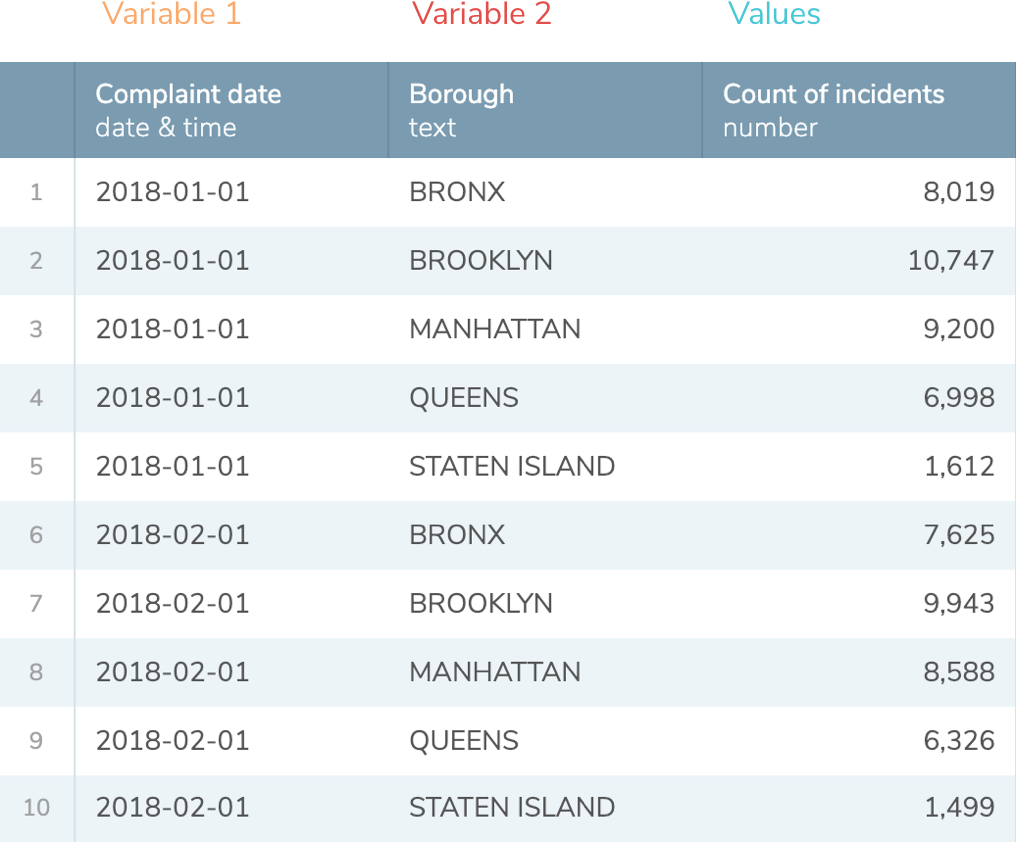 Variable 1 Variable 2 Values
Complaint date Borough Count of incidents
date & time text number
1 2018-01-01 BRONX 8,019
2 2018-01-01 BROOKLYN 10,747
3 2018-01-01 MANHATTAN 9,200
4 2018-01-01 QUEENS 6,998
5 2018-01-01 STATEN ISLAND 1,612
6 2018-02-01 BRONX 7,625
7 2018-02-01 BROOKLYN 9,943
8 2018-02-01 MANHATTAN 8,588
9 2018-02-01 QUEENS 6,326
10 2018-02-01 STATEN ISLAND 1,499